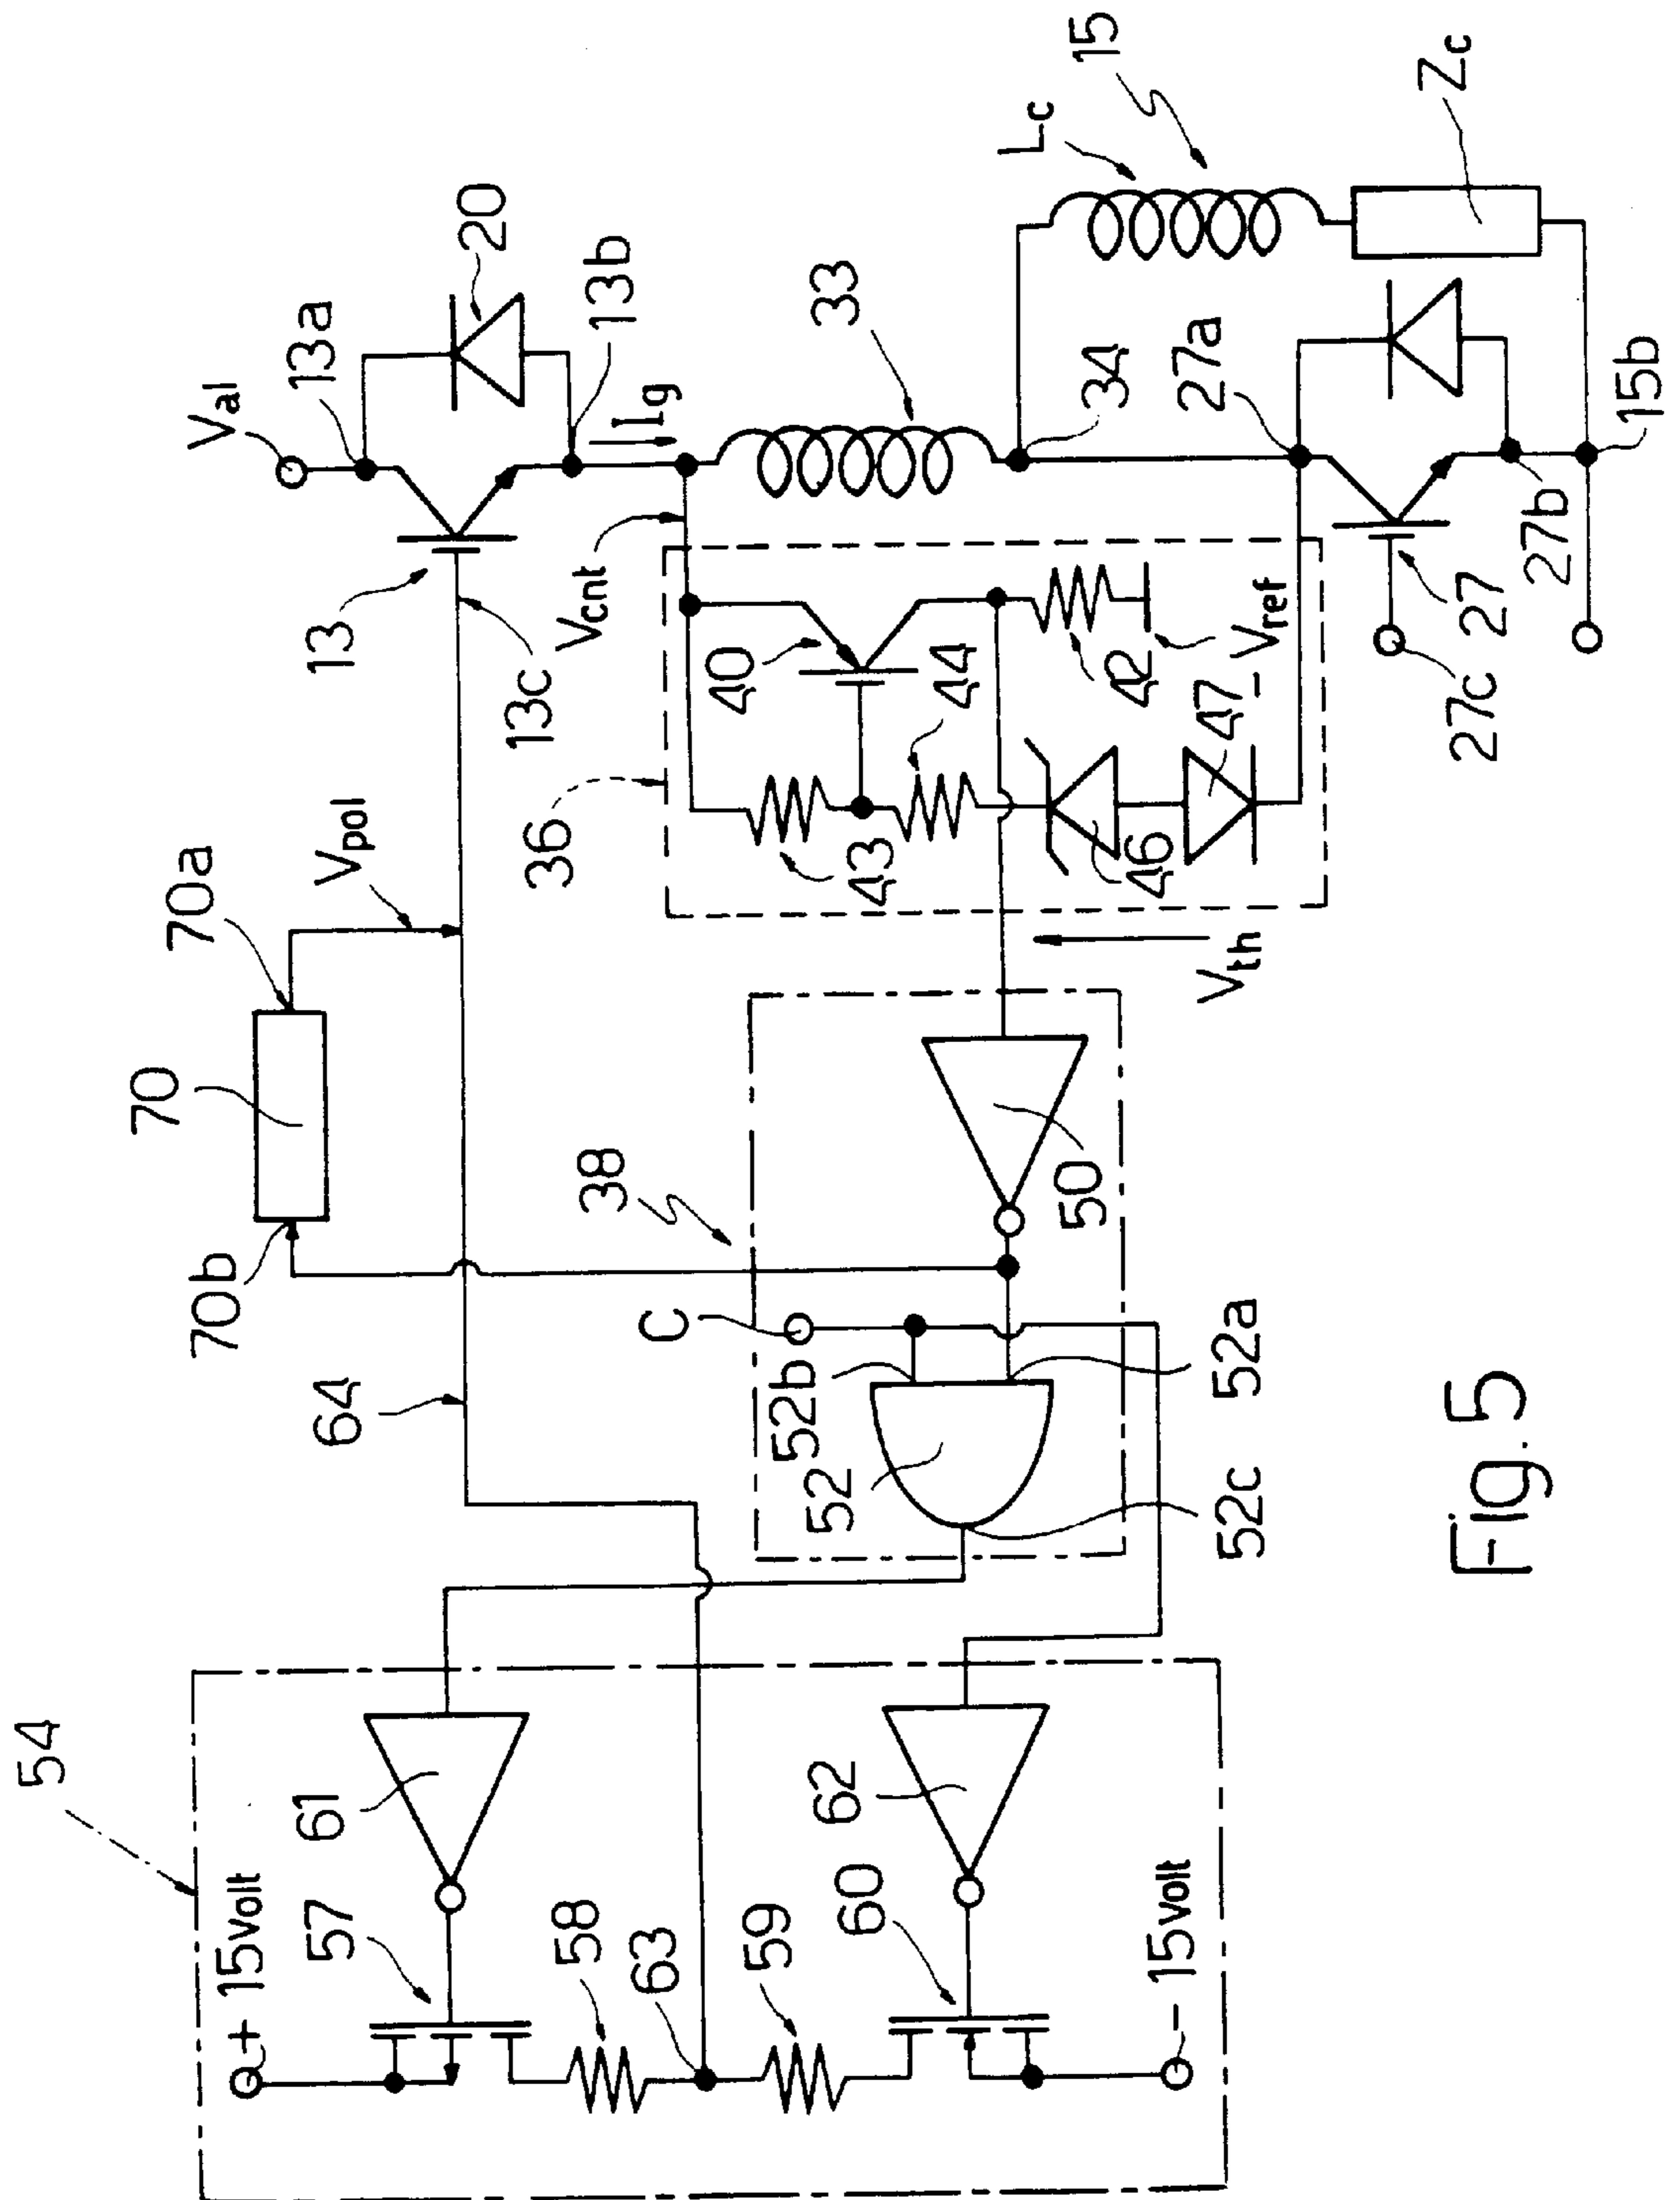 54
+ 15Volt
57
61
58
63
59
60
62
- 15Volt
64
70b
70
70a
Vpol
38
C
52b
52
52c
52a
50
Vth
36
43
44
40
42
46
47
-Vref
Vcnt
13
13c
Val
13a
20
13b
Ilg
33
34
27a
27
27c
27b
15b
Lc
15
Zc
Fig.5